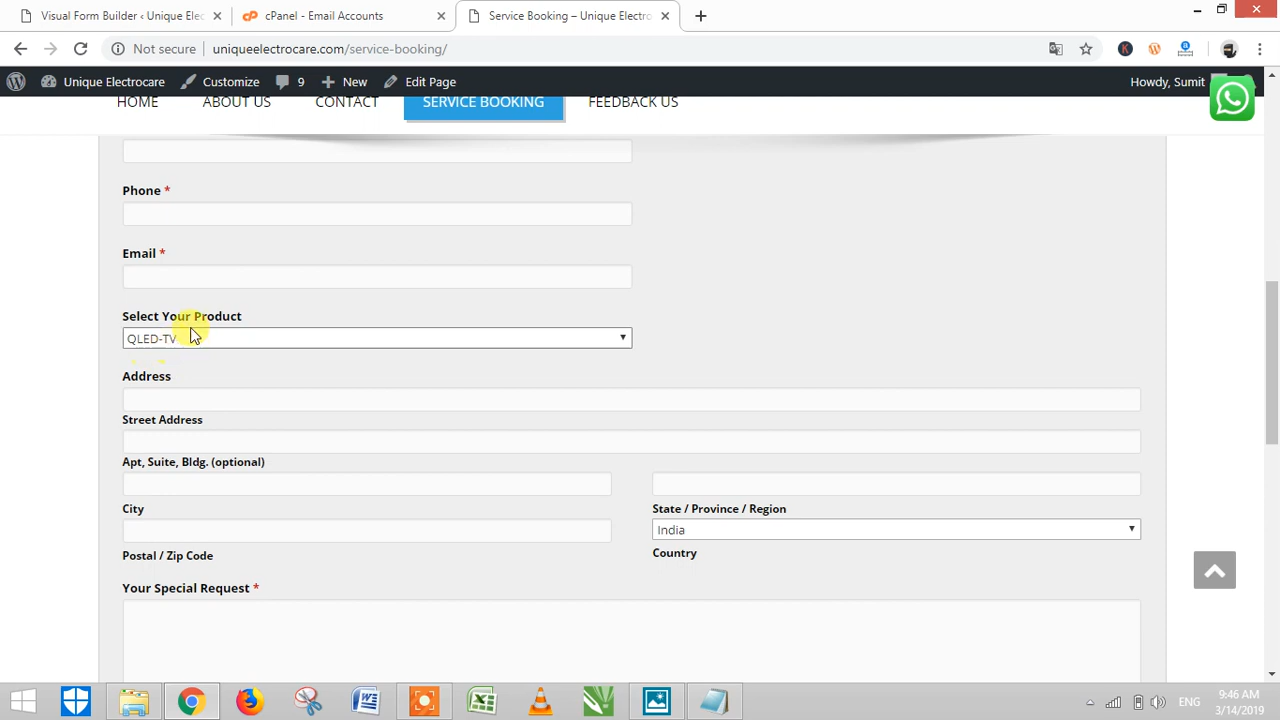 Visual Form Builder ‹ Unique Elec
cPanel - Email Accounts
Service Booking – Unique Electro
Not secure
uniqueelectrocare.com/service-booking/
Unique Electrocare
Customize
9
New
Edit Page
Howdy, Sumit
HOME
ABOUT US
CONTACT
SERVICE BOOKING
FEEDBACK US
Phone *
Email *
Select Your Product
QLED-TV
Address
Street Address
Apt, Suite, Bldg. (optional)
City
State / Province / Region
India
Postal / Zip Code
Country
Your Special Request *
ENG
9:46 AM
3/14/2019